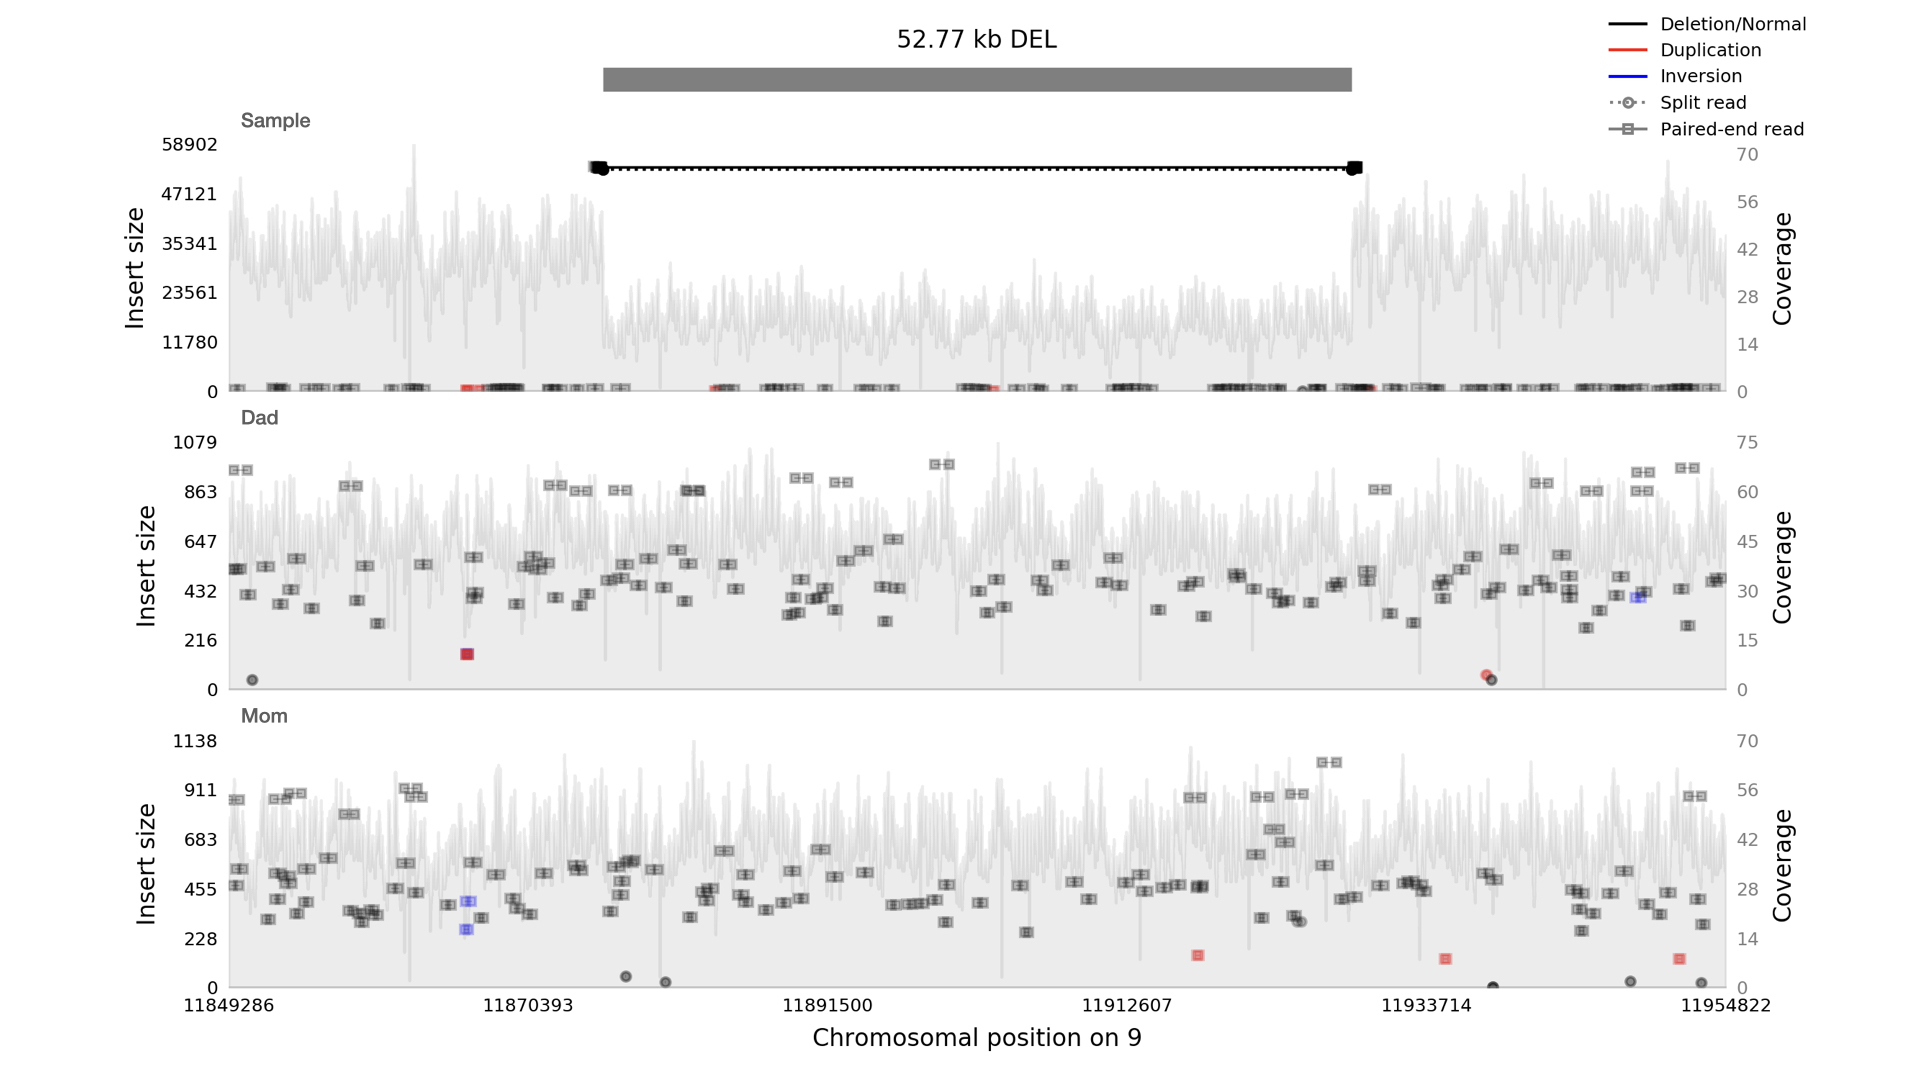 52.77 kb DEL
Deletion/Normal
Duplication
Inversion
Split read
Paired-end read
Sample
58902
47121
35341
23561
11780
0
Insert size
70
56
42
28
14
0
Coverage
Dad
1079
863
647
432
216
0
Insert size
75
60
45
30
15
0
Coverage
Mom
1138
911
683
455
228
0
Insert size
70
56
42
28
14
0
Coverage
11849286 11870393 11891500 11912607 11933714 11954822
Chromosomal position on 9